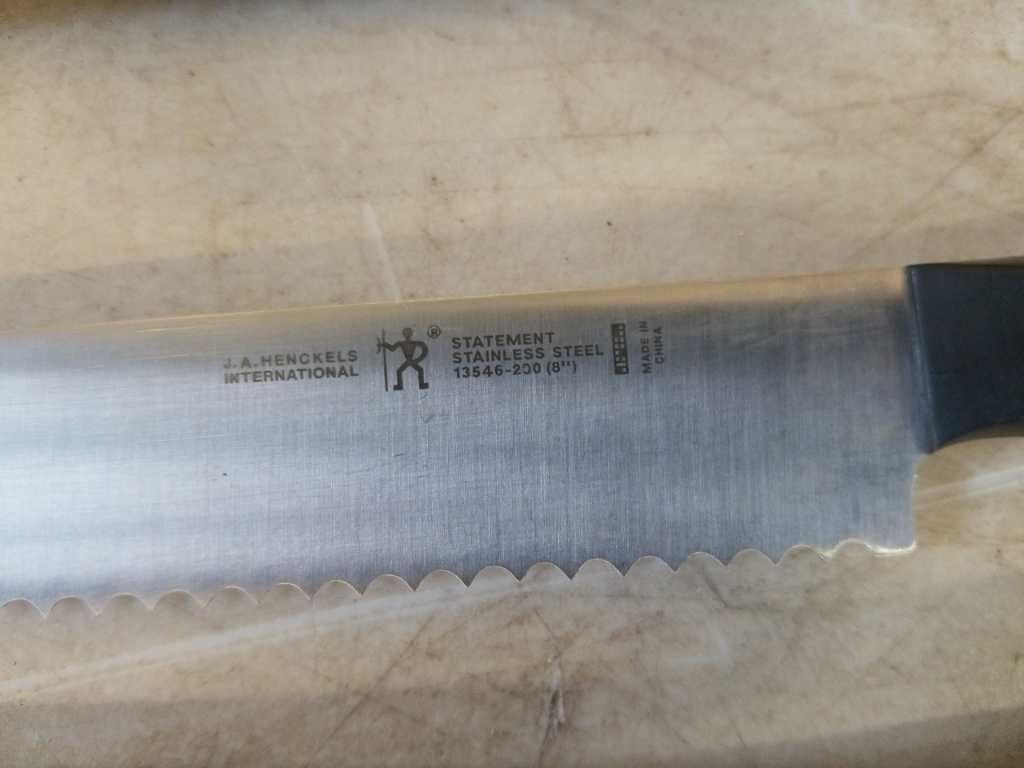 J.A. HENCKELS
INTERNATIONAL
®
STATEMENT
STAINLESS STEEL
13546-200 (8")
MADE IN
CHINA